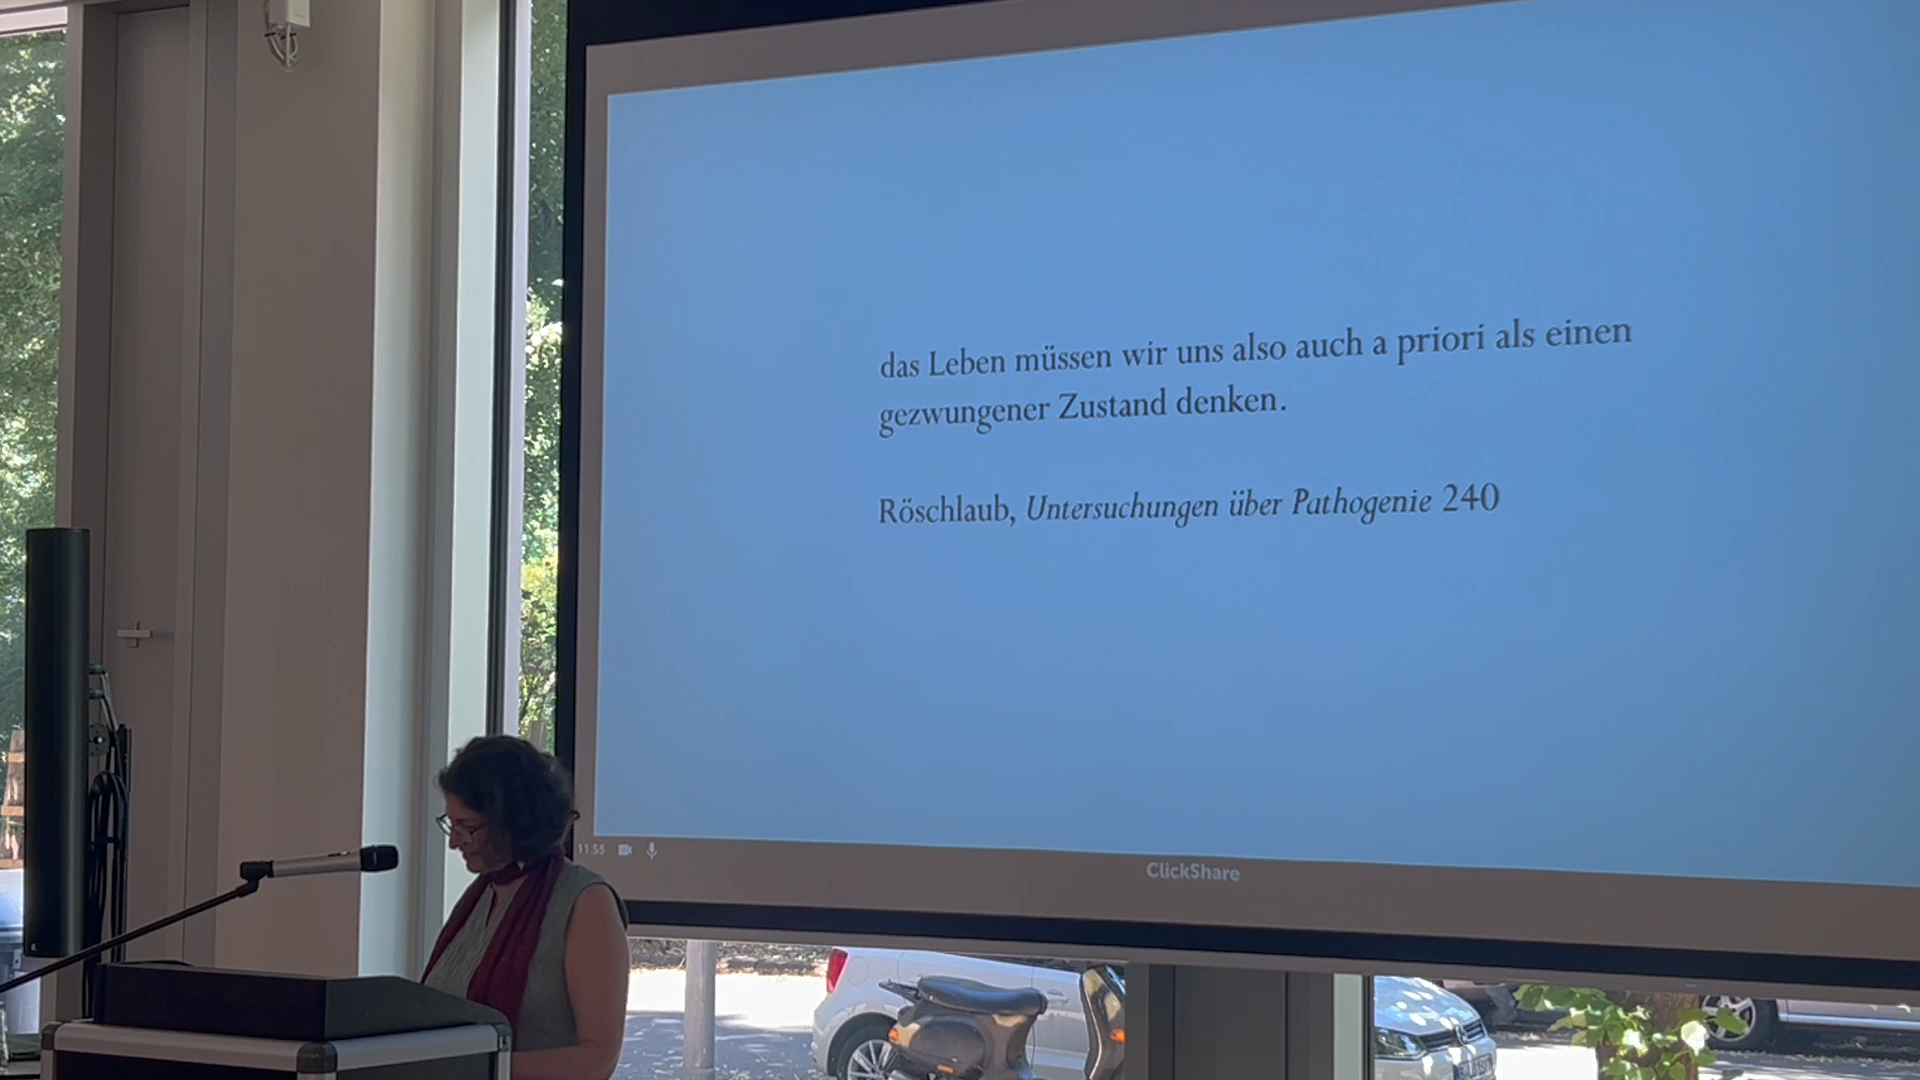 das Leben müssen wir uns also auch a priori als einen
gezwungener Zustand denken.
Röschlaub, Untersuchungen über Pathogenie 240
11:55
ClickShare